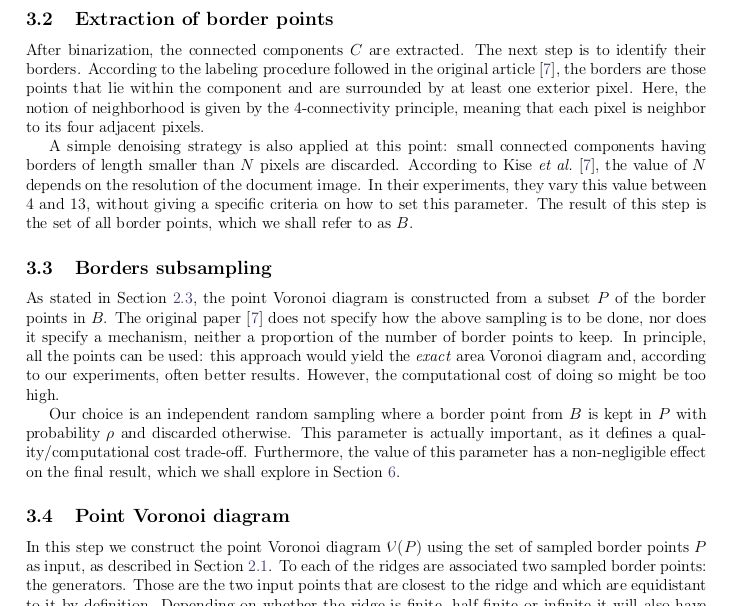 3.2 Extraction of border points
After binarization, the connected components C are extracted. The next step is to identify their
borders. According to the labeling procedure followed in the original article [7], the borders are those
points that lie within the component and are surrounded by at least one exterior pixel. Here, the
notion of neighborhood is given by the 4-connectivity principle, meaning that each pixel is neighbor
to its four adjacent pixels.
A simple denoising strategy is also applied at this point: small connected components having
borders of length smaller than N pixels are discarded. According to Kise et al. [7], the value of N
depends on the resolution of the document image. In their experiments, they vary this value between
4 and 13, without giving a specific criteria on how to set this parameter. The result of this step is
the set of all border points, which we shall refer to as B.
3.3 Borders subsampling
As stated in Section 2.3, the point Voronoi diagram is constructed from a subset P of the border
points in B. The original paper [7] does not specify how the above sampling is to be done, nor does
it specify a mechanism, neither a proportion of the number of border points to keep. In principle,
all the points can be used: this approach would yield the exact area Voronoi diagram and, according
to our experiments, often better results. However, the computational cost of doing so might be too
high.
Our choice is an independent random sampling where a border point from B is kept in P with
probability ρ and discarded otherwise. This parameter is actually important, as it defines a qual-
ity/computational cost trade-off. Furthermore, the value of this parameter has a non-negligible effect
on the final result, which we shall explore in Section 6.
3.4 Point Voronoi diagram
In this step we construct the point Voronoi diagram 𝒱(P) using the set of sampled border points P
as input, as described in Section 2.1. To each of the ridges are associated two sampled border points:
the generators. Those are the two input points that are closest to the ridge and which are equidistant
to it by definition. Depending on whether the ridge is finite, half-finite or infinite it will also have